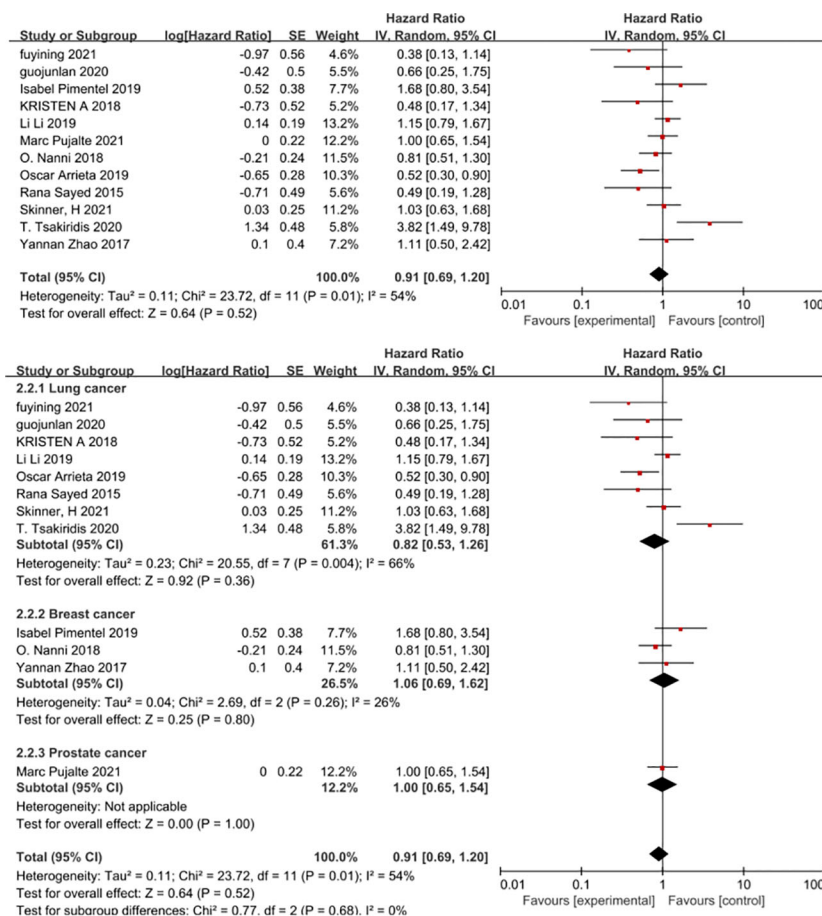 Hazard Ratio Hazard Ratio
Study or Subgroup log[Hazard Ratio] SE Weight IV, Random, 95% CI IV, Random, 95% CI
fuyining 2021 -0.97 0.56 4.6% 0.38 [0.13, 1.14]
guojunlan 2020 -0.42 0.5 5.5% 0.66 [0.25, 1.75]
Isabel Pimentel 2019 0.52 0.38 7.7% 1.68 [0.80, 3.54]
KRISTEN A 2018 -0.73 0.52 5.2% 0.48 [0.17, 1.34]
Li Li 2019 0.14 0.19 13.2% 1.15 [0.79, 1.67]
Marc Pujalte 2021 0 0.22 12.2% 1.00 [0.65, 1.54]
O. Nanni 2018 -0.21 0.24 11.5% 0.81 [0.51, 1.30]
Oscar Arrieta 2019 -0.65 0.28 10.3% 0.52 [0.30, 0.90]
Rana Sayed 2015 -0.71 0.49 5.6% 0.49 [0.19, 1.28]
Skinner, H 2021 0.03 0.25 11.2% 1.03 [0.63, 1.68]
T. Tsakiridis 2020 1.34 0.48 5.8% 3.82 [1.49, 9.78]
Yannan Zhao 2017 0.1 0.4 7.2% 1.11 [0.50, 2.42]
Total (95% CI) 100.0% 0.91 [0.69, 1.20]
Heterogeneity: Tau² = 0.11; Chi² = 23.72, df = 11 (P = 0.01); I² = 54%
Test for overall effect: Z = 0.64 (P = 0.52)
0.01 0.1 1 10 100
Favours [experimental] Favours [control]
Hazard Ratio Hazard Ratio
Study or Subgroup log[Hazard Ratio] SE Weight IV, Random, 95% CI IV, Random, 95% CI
2.2.1 Lung cancer
fuyining 2021 -0.97 0.56 4.6% 0.38 [0.13, 1.14]
guojunlan 2020 -0.42 0.5 5.5% 0.66 [0.25, 1.75]
KRISTEN A 2018 -0.73 0.52 5.2% 0.48 [0.17, 1.34]
Li Li 2019 0.14 0.19 13.2% 1.15 [0.79, 1.67]
Oscar Arrieta 2019 -0.65 0.28 10.3% 0.52 [0.30, 0.90]
Rana Sayed 2015 -0.71 0.49 5.6% 0.49 [0.19, 1.28]
Skinner, H 2021 0.03 0.25 11.2% 1.03 [0.63, 1.68]
T. Tsakiridis 2020 1.34 0.48 5.8% 3.82 [1.49, 9.78]
Subtotal (95% CI) 61.3% 0.82 [0.53, 1.26]
Heterogeneity: Tau² = 0.23; Chi² = 20.55, df = 7 (P = 0.004); I² = 66%
Test for overall effect: Z = 0.92 (P = 0.36)
2.2.2 Breast cancer
Isabel Pimentel 2019 0.52 0.38 7.7% 1.68 [0.80, 3.54]
O. Nanni 2018 -0.21 0.24 11.5% 0.81 [0.51, 1.30]
Yannan Zhao 2017 0.1 0.4 7.2% 1.11 [0.50, 2.42]
Subtotal (95% CI) 26.5% 1.06 [0.69, 1.62]
Heterogeneity: Tau² = 0.04; Chi² = 2.69, df = 2 (P = 0.26); I² = 26%
Test for overall effect: Z = 0.25 (P = 0.80)
2.2.3 Prostate cancer
Marc Pujalte 2021 0 0.22 12.2% 1.00 [0.65, 1.54]
Subtotal (95% CI) 12.2% 1.00 [0.65, 1.54]
Heterogeneity: Not applicable
Test for overall effect: Z = 0.00 (P = 1.00)
Total (95% CI) 100.0% 0.91 [0.69, 1.20]
Heterogeneity: Tau² = 0.11; Chi² = 23.72, df = 11 (P = 0.01); I² = 54%
Test for overall effect: Z = 0.64 (P = 0.52)
Test for subgroup differences: Chi² = 0.77, df = 2 (P = 0.68), I² = 0%
0.01 0.1 1 10 100
Favours [experimental] Favours [control]